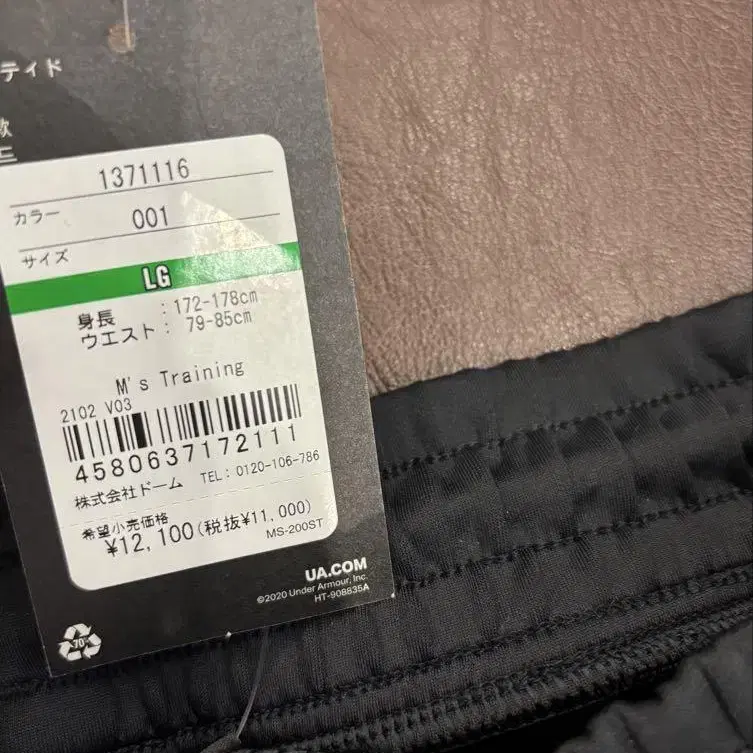 ティド
款
ニ
1371116
カラー 001
サイズ
LG
身長 : 172-178cm
ウエスト : 79-85cm
M's Training
2102 V03
4580637172111
株式会社ドーム TEL:0120-106-786
希望小売価格
¥12,100(税抜¥11,000)
MS-200ST
UA.COM
©2020 Under Armour, Inc.
HT-908835A
70